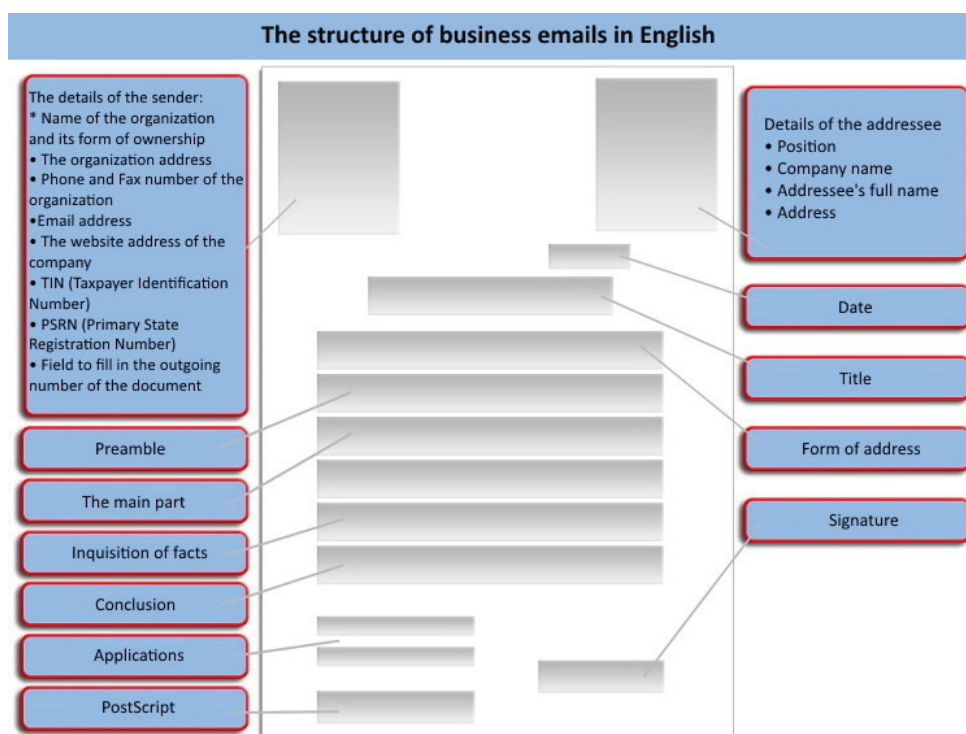 The structure of business emails in English
The details of the sender:
* Name of the organization
and its form of ownership
• The organization address
• Phone and Fax number of the
organization
•Email address
• The website address of the
company
• TIN (Taxpayer Identification
Number)
• PSRN (Primary State
Registration Number)
• Field to fill in the outgoing
number of the document
Preamble
The main part
Inquisition of facts
Conclusion
Applications
PostScript
Details of the addressee
• Position
• Company name
• Addressee's full name
• Address
Date
Title
Form of address
Signature